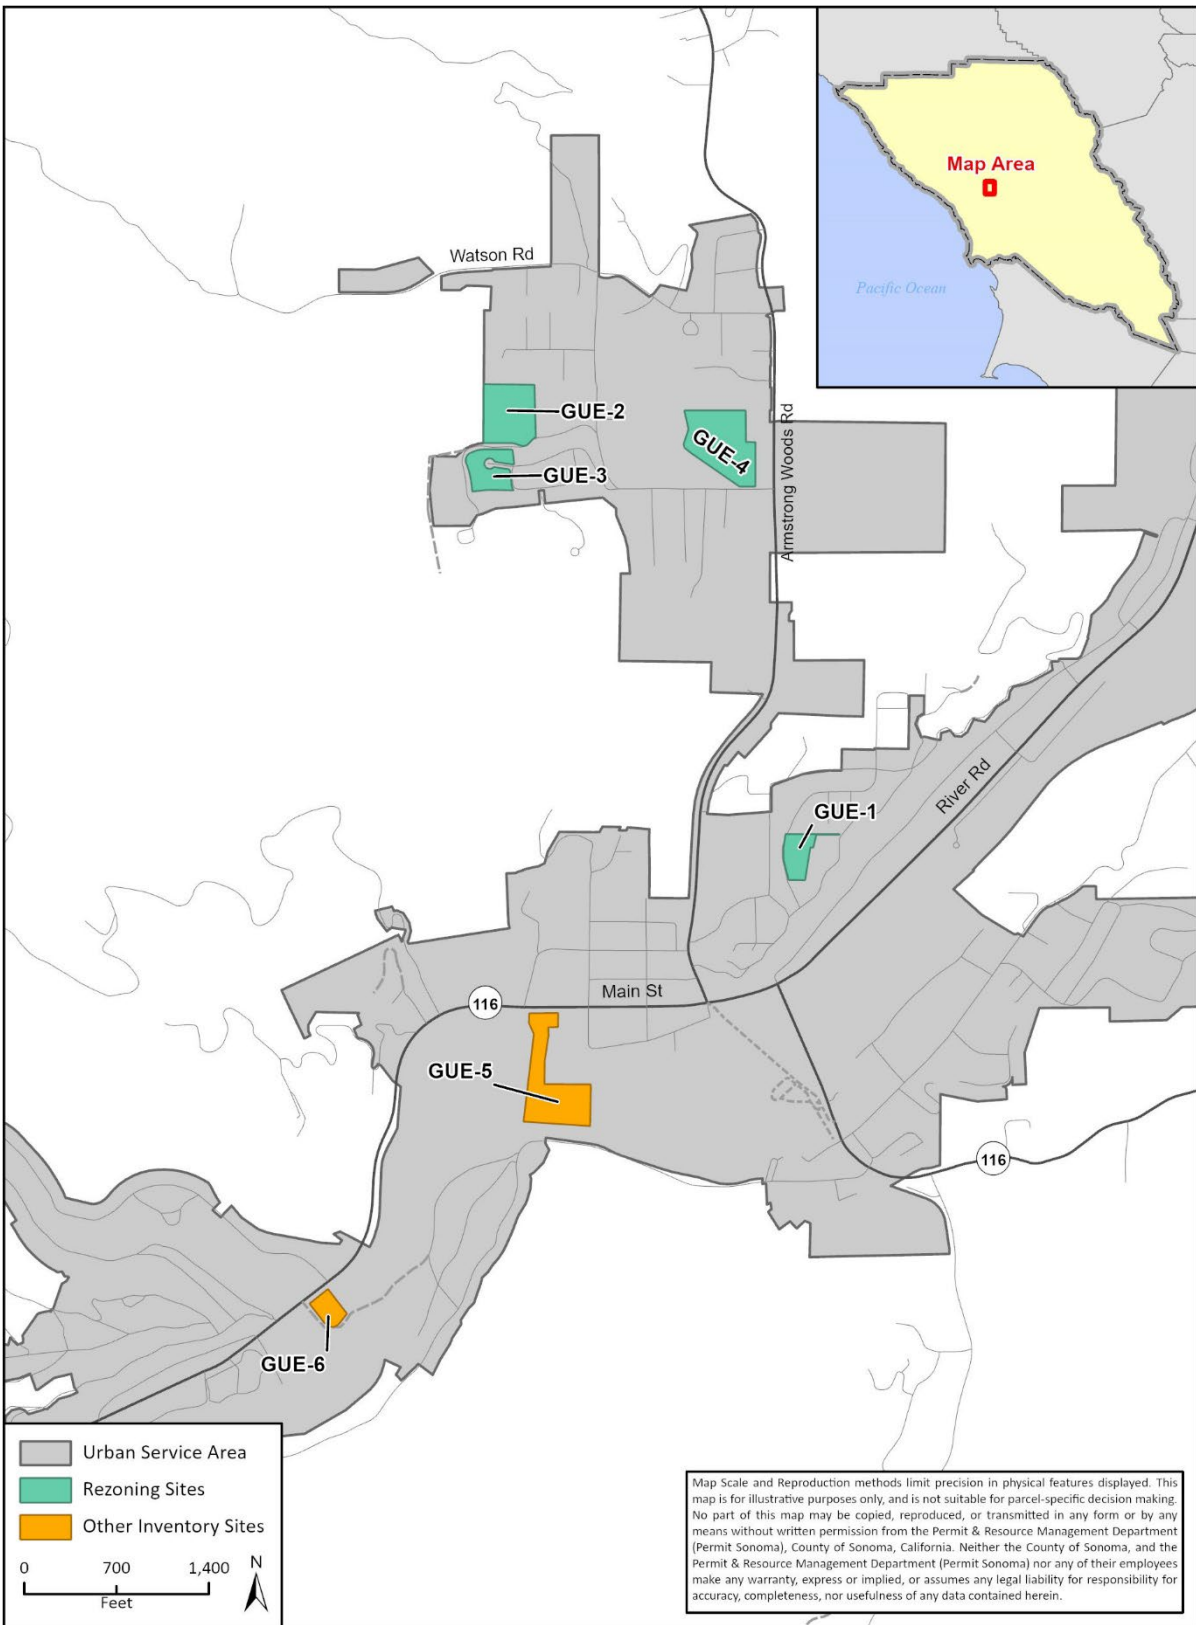 Map Area
Pacific Ocean
Watson Rd
GUE-2
GUE-4
GUE-3
Armstrong Woods Rd
River Rd
GUE-1
Main St
116
GUE-5
116
GUE-6
Urban Service Area
Rezoning Sites
Other Inventory Sites
0 700 1,400
Feet
N
Map Scale and Reproduction methods limit precision in physical features displayed. This
map is for illustrative purposes only, and is not suitable for parcel-specific decision making.
No part of this map may be copied, reproduced, or transmitted in any form or by any
means without written permission from the Permit & Resource Management Department
(Permit Sonoma), County of Sonoma, California. Neither the County of Sonoma, and the
Permit & Resource Management Department (Permit Sonoma) nor any of their employees
make any warranty, express or implied, or assumes any legal liability for responsibility for
accuracy, completeness, nor usefulness of any data contained herein.